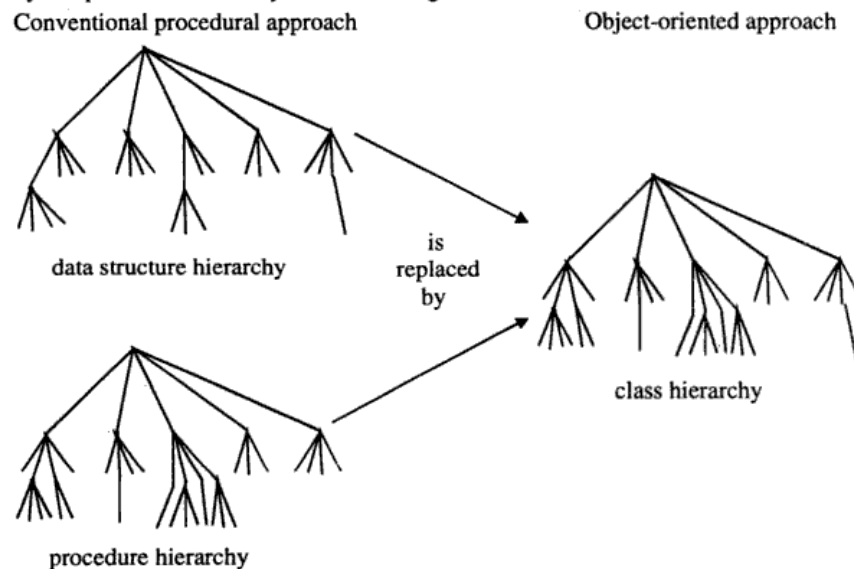 Conventional procedural approach
Object-oriented approach
data structure hierarchy
is
replaced
by
class hierarchy
procedure hierarchy